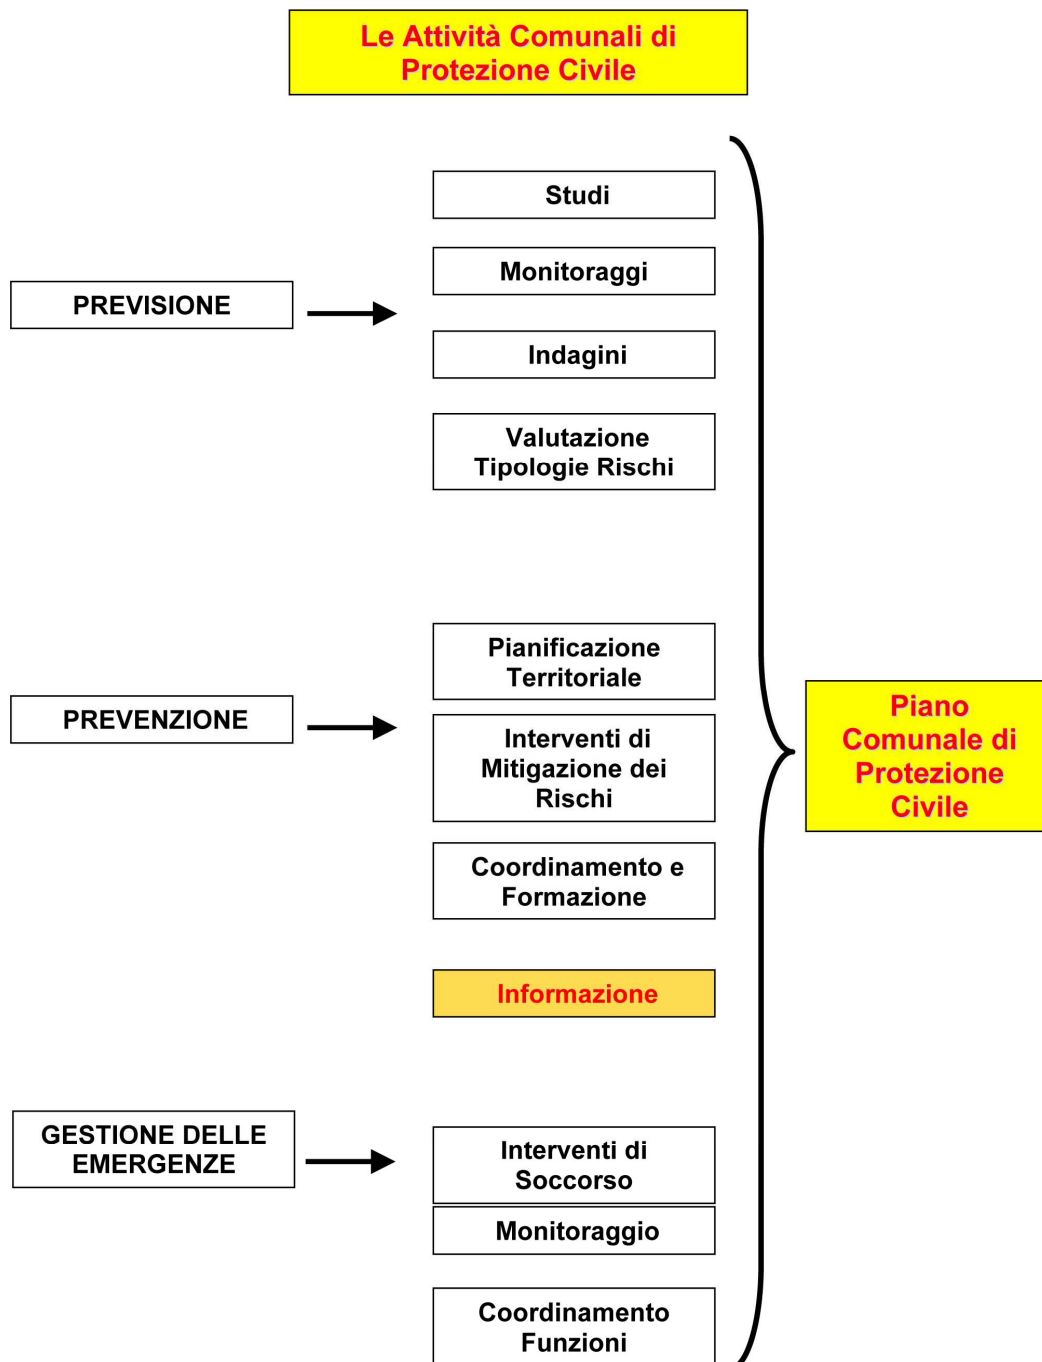 Le Attività Comunali di
Protezione Civile
Studi
Monitoraggi
PREVISIONE
Indagini
Valutazione
Tipologie Rischi
Pianificazione
Territoriale
PREVENZIONE
Interventi di
Mitigazione dei
Rischi
Piano
Comunale di
Protezione
Civile
Coordinamento e
Formazione
Informazione
GESTIONE DELLE
EMERGENZE
Interventi di
Soccorso
Monitoraggio
Coordinamento
Funzioni